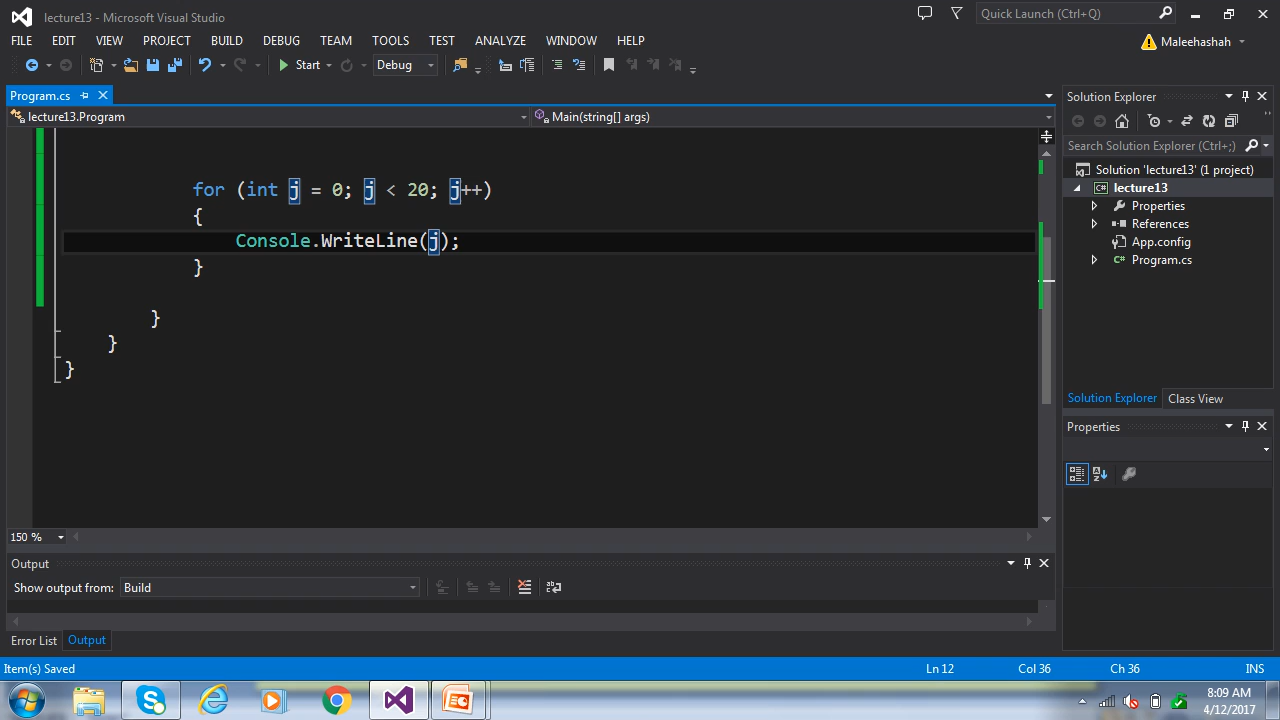 lecture13 - Microsoft Visual Studio
Quick Launch (Ctrl+Q)
FILE EDIT VIEW PROJECT BUILD DEBUG TEAM TOOLS TEST ANALYZE WINDOW HELP
Maleehashah
Start Debug
Program.cs
lecture13.Program Main(string[] args)
for (int j = 0; j < 20; j++)
{
Console.WriteLine(j);
}
}
}
}
150 %
Solution Explorer
Search Solution Explorer (Ctrl+;)
Solution 'lecture13' (1 project)
lecture13
Properties
References
App.config
Program.cs
Solution Explorer Class View
Properties
Output
Show output from: Build
Error List Output
Item(s) Saved Ln 12 Col 36 Ch 36 INS
8:09 AM
4/12/2017